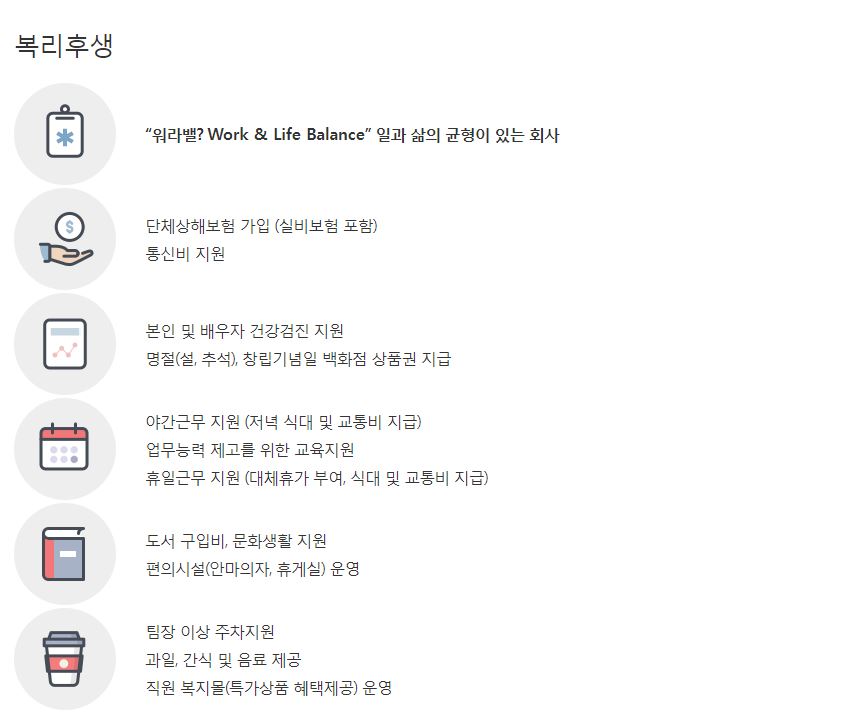 복리후생
“워라밸? Work & Life Balance” 일과 삶의 균형이 있는 회사
단체상해보험 가입 (실비보험 포함)
통신비 지원
본인 및 배우자 건강검진 지원
명절(설, 추석), 창립기념일 백화점 상품권 지급
야간근무 지원 (저녁 식대 및 교통비 지급)
업무능력 제고를 위한 교육지원
휴일근무 지원 (대체휴가 부여, 식대 및 교통비 지급)
도서 구입비, 문화생활 지원
편의시설(안마의자, 휴게실) 운영
팀장 이상 주차지원
과일, 간식 및 음료 제공
직원 복지몰(특가상품 혜택제공) 운영